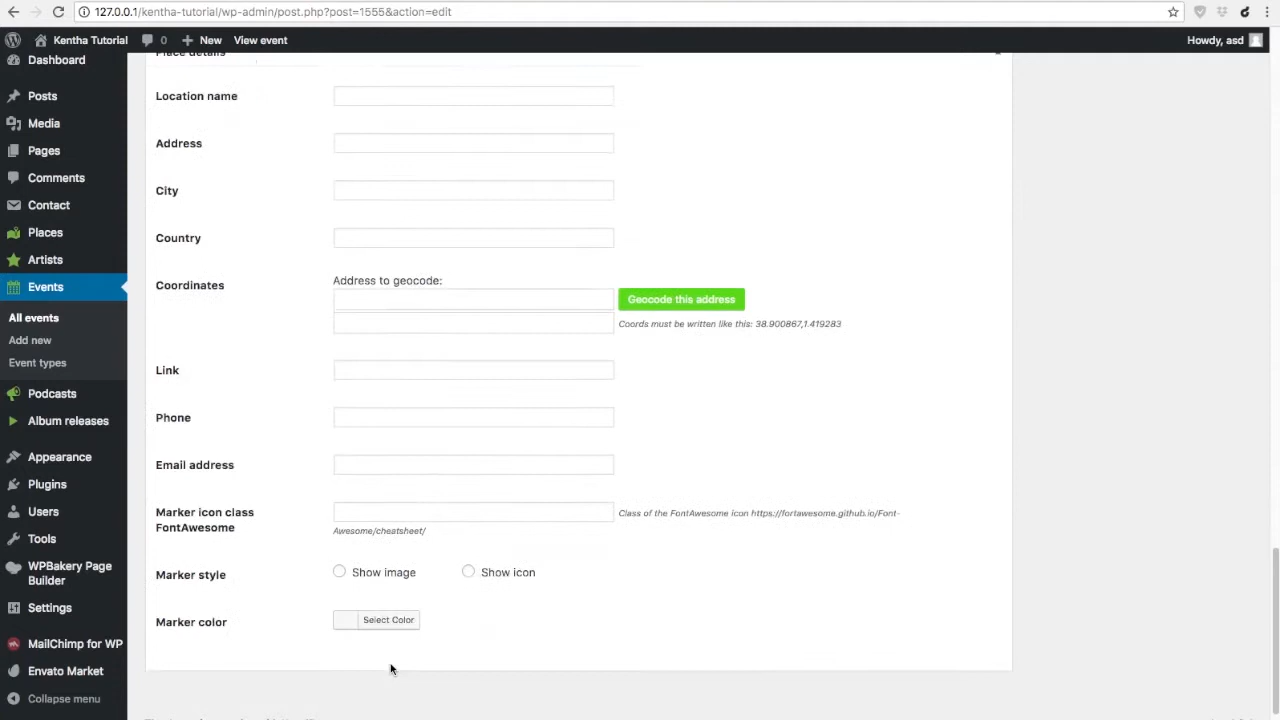 127.0.0.1/kentha-tutorial/wp-admin/post.php?post=1555&action=edit
Kentha Tutorial 0 New View event Howdy, asd
Dashboard
Posts
Media
Pages
Comments
Contact
Places
Artists
Events
All events
Add new
Event types
Podcasts
Album releases
Appearance
Plugins
Users
Tools
WPBakery Page
Builder
Settings
MailChimp for WP
Envato Market
Collapse menu
Place details
Location name
Address
City
Country
Coordinates
Address to geocode:
Geocode this address
Coords must be written like this: 38.900867,1.419283
Link
Phone
Email address
Marker icon class
FontAwesome
Class of the FontAwesome icon https://fortawesome.github.io/Font-
Awesome/cheatsheet/
Marker style
Show image Show icon
Marker color
Select Color